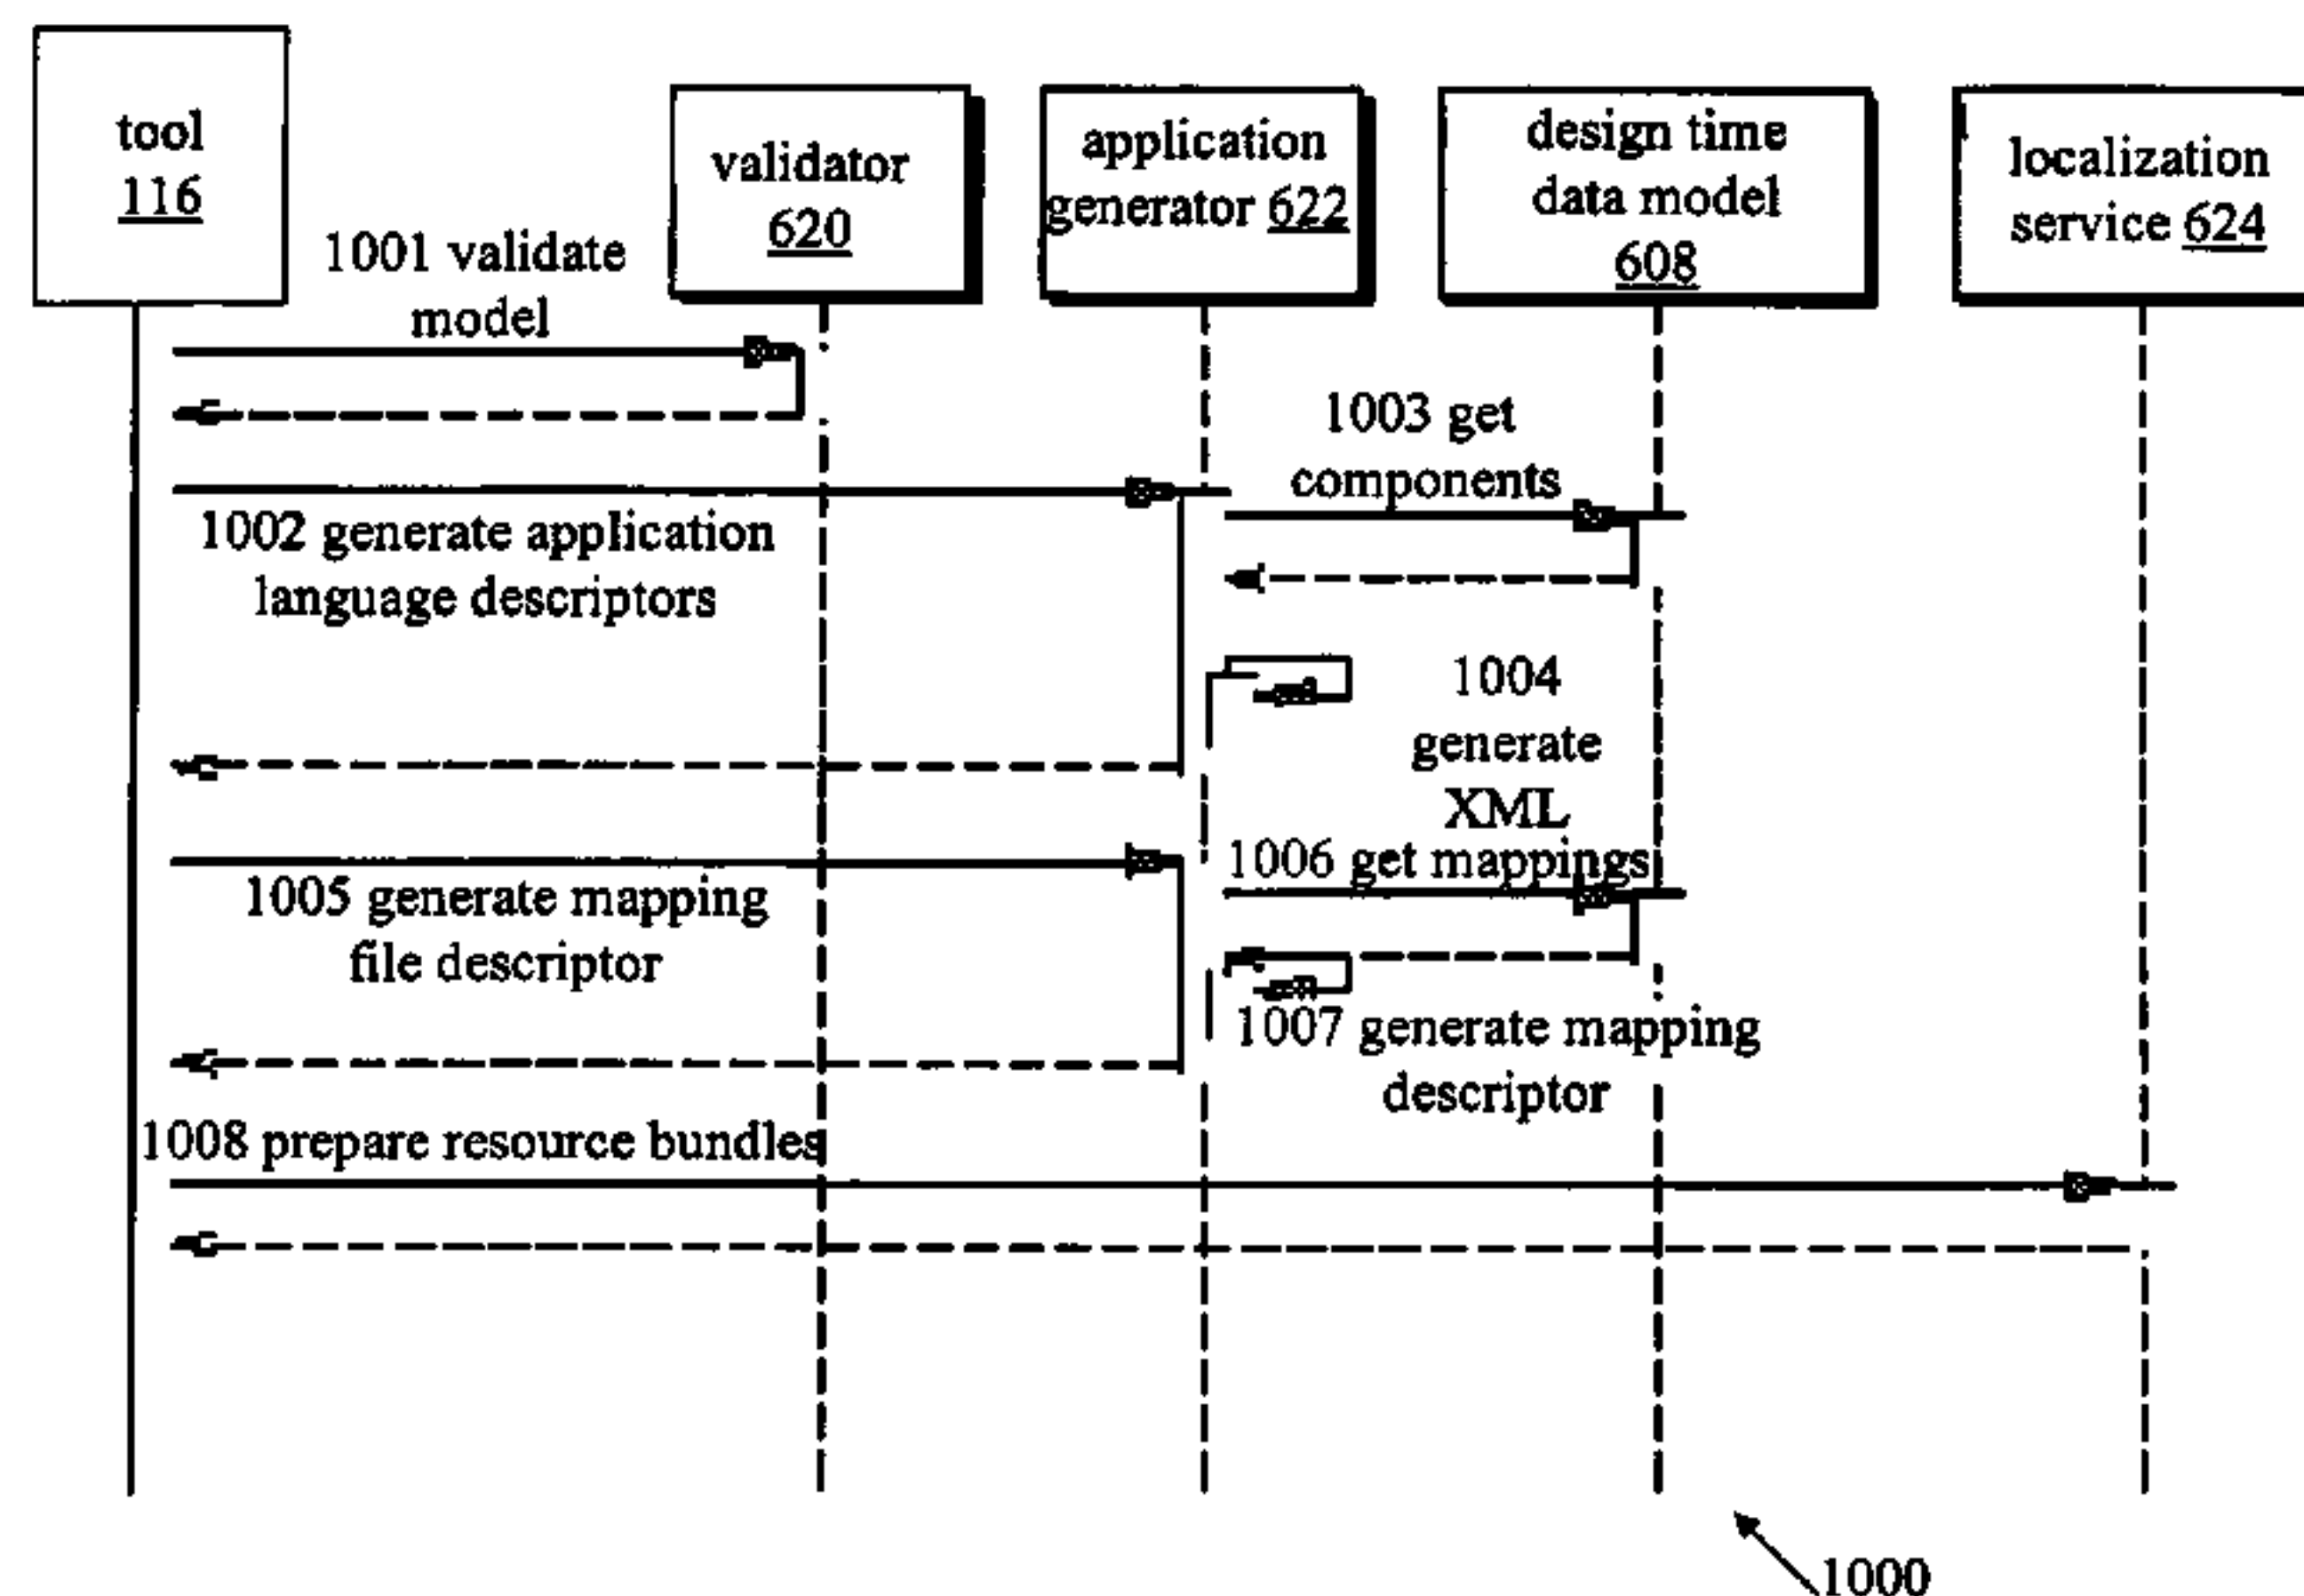 tool
116
validator
620
application
generator 622
design time
data model
608
localization
service 624
1001 validate
model
1003 get
components
1002 generate application
language descriptors
1004
generate
XML
1006 get mappings
1005 generate mapping
file descriptor
1007 generate mapping
descriptor
1008 prepare resource bundles
1000